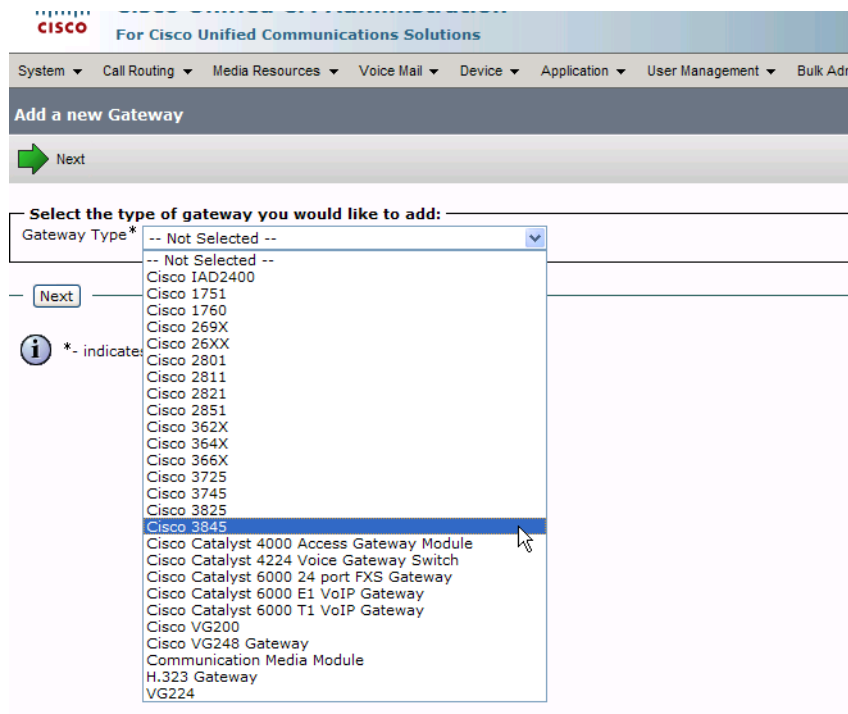 CISCO
For Cisco Unified Communications Solutions
System Call Routing Media Resources Voice Mail Device Application User Management Bulk Adr
Add a new Gateway
Next
Select the type of gateway you would like to add:
Gateway Type* -- Not Selected --
-- Not Selected --
Cisco IAD2400
Cisco 1751
Next
Cisco 1760
Cisco 269X
Cisco 26XX
*- indicates
Cisco 2801
Cisco 2811
Cisco 2821
Cisco 2851
Cisco 362X
Cisco 364X
Cisco 366X
Cisco 3725
Cisco 3745
Cisco 3825
Cisco 3845
Cisco Catalyst 4000 Access Gateway Module
Cisco Catalyst 4224 Voice Gateway Switch
Cisco Catalyst 6000 24 port FXS Gateway
Cisco Catalyst 6000 E1 VoIP Gateway
Cisco Catalyst 6000 T1 VoIP Gateway
Cisco VG200
Cisco VG248 Gateway
Communication Media Module
H.323 Gateway
VG224